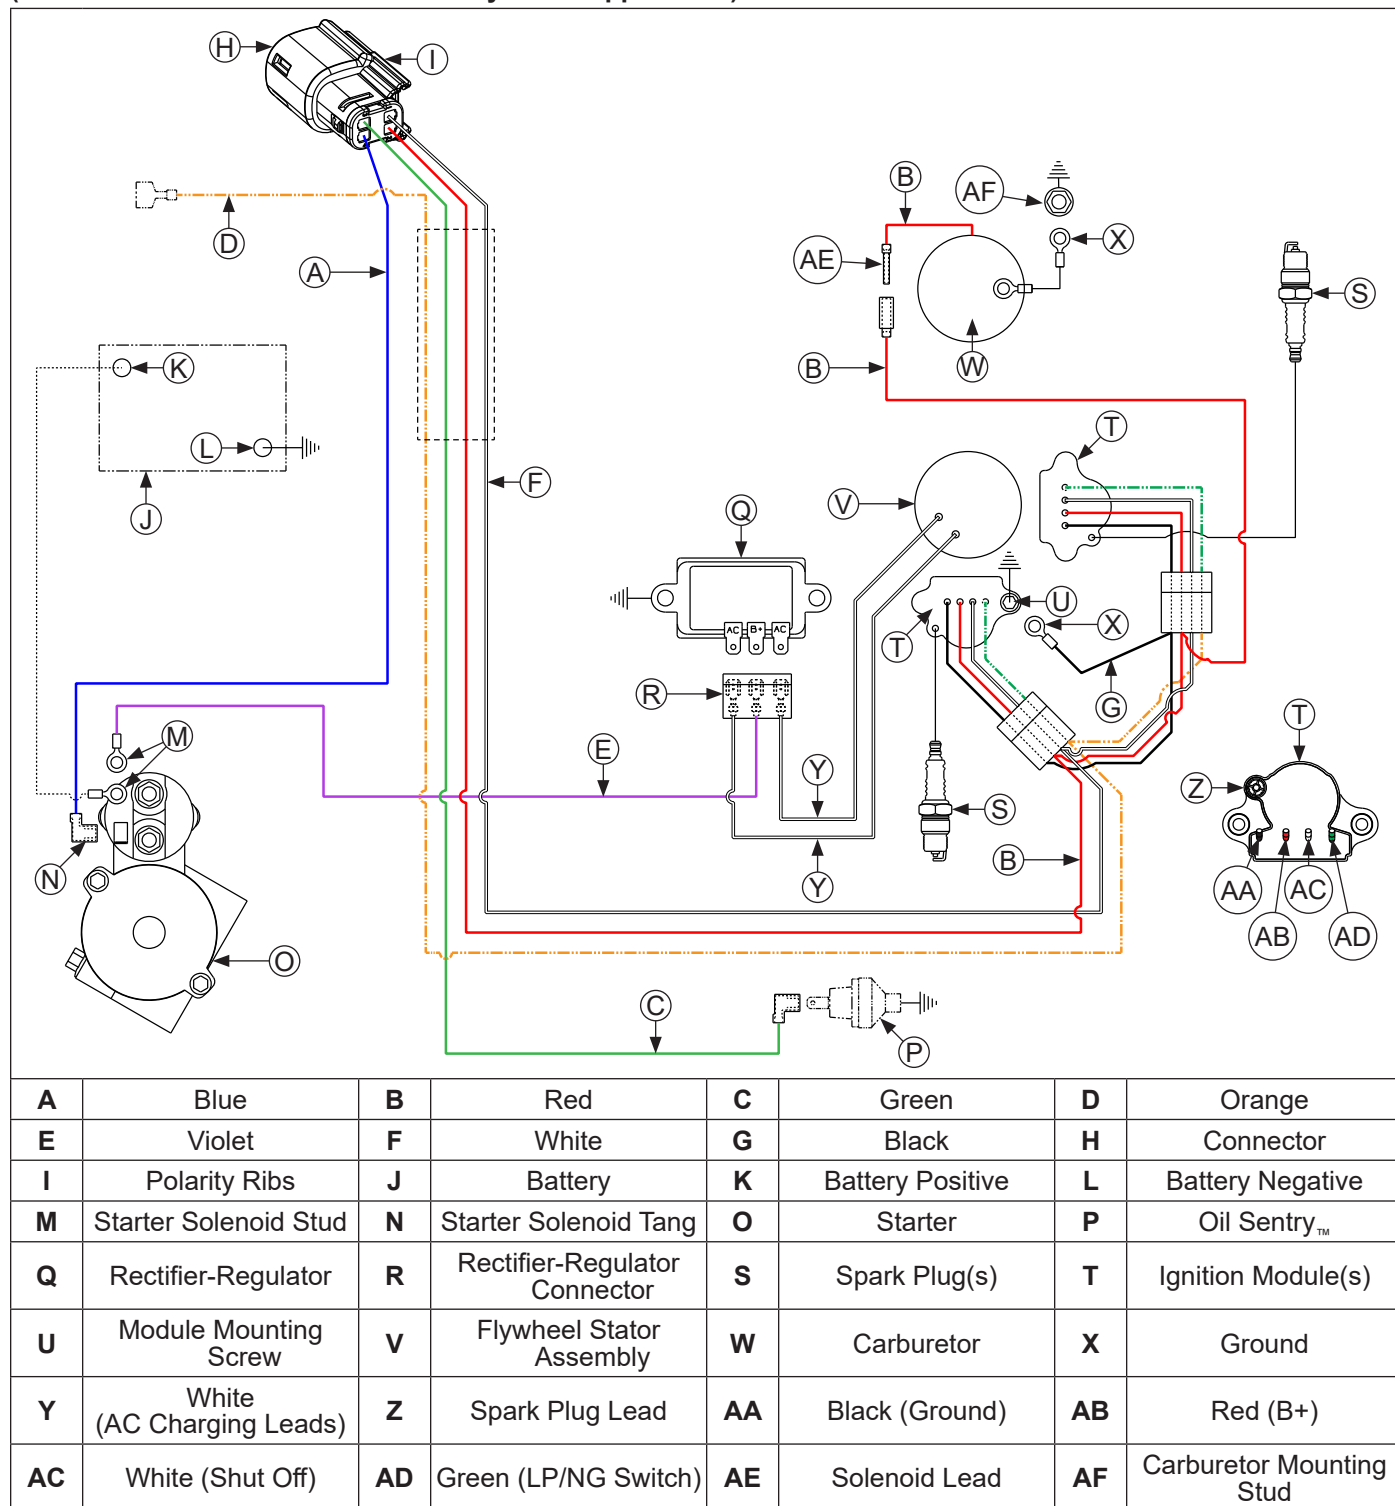 H
I
B
AF
X
D
A
AE
S
K
B
W
L
T
F
J
Q
V
U
X
AC B+ AC
T
R
G
M
E
T
Y
Z
S
N
B
Y
AA
AC
AB
AD
O
C
P
A Blue B Red C Green D Orange
E Violet F White G Black H Connector
I Polarity Ribs J Battery K Battery Positive L Battery Negative
M Starter Solenoid Stud N Starter Solenoid Tang O Starter P Oil Sentry™
Q Rectifier-Regulator R Rectifier-Regulator Connector S Spark Plug(s) T Ignition Module(s)
U Module Mounting Screw V Flywheel Stator Assembly W Carburetor X Ground
Y White (AC Charging Leads) Z Spark Plug Lead AA Black (Ground) AB Red (B+)
AC White (Shut Off) AD Green (LP/NG Switch) AE Solenoid Lead AF Carburetor Mounting Stud